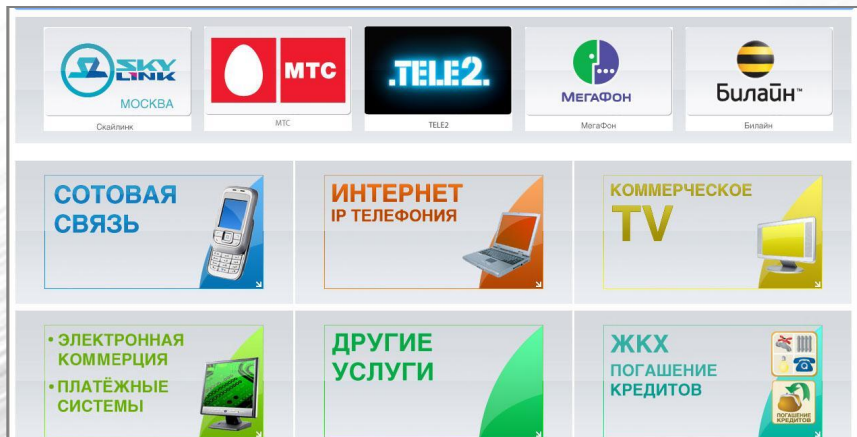 SKY
LINK
МОСКВА
МТС
.TELE2.
МЕГАФОН
Билайн™
Скайлинк
МТС
TELE2
МегаФон
Билайн
СОТОВАЯ
СВЯЗЬ
ИНТЕРНЕТ
IP ТЕЛЕФОНИЯ
КОММЕРЧЕСКОЕ
TV
• ЭЛЕКТРОННАЯ
КОММЕРЦИЯ
• ПЛАТЁЖНЫЕ
СИСТЕМЫ
ДРУГИЕ
УСЛУГИ
ЖКХ
ПОГАШЕНИЕ
КРЕДИТОВ
ПОГАШЕНИЕ
КРЕДИТОВ